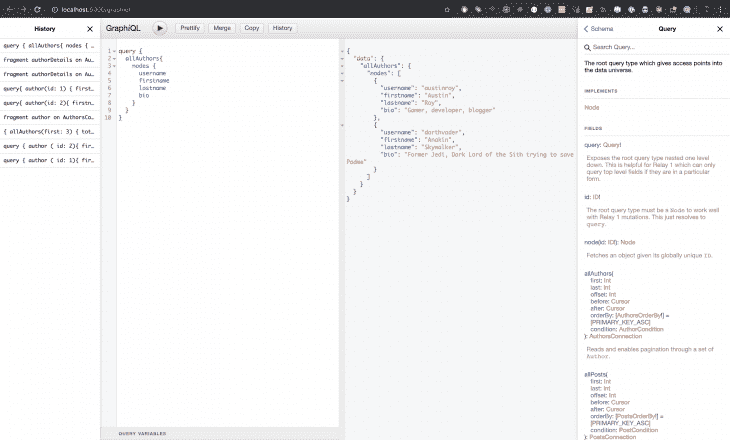 localhost:5000/graphiql
History
query { allAuthors{ nodes { …
fragment authorDetails on Au…
fragment authorDetails on Au…
query{ author(id: 1) { first…
query{ author(id: 2){ firstn…
fragment author on AuthorsCo…
{ allAuthors(first: 3) { tot…
query { author ( id: 2){ fir…
query { author ( id: 1){ fir…
GraphiQL
Prettify
Merge
Copy
History
1 query {
2 allAuthors{
3 nodes {
4 username
5 firstname
6 lastname
7 bio
8 }
9 }
10 }
QUERY VARIABLES
{
"data": {
"allAuthors": {
"nodes": [
{
"username": "austinroy",
"firstname": "Austin",
"lastname": "Roy",
"bio": "Gamer, developer, blogger"
},
{
"username": "darthvader",
"firstname": "Anakin",
"lastname": "Skywalker",
"bio": "Former Jedi, Dark Lord of the Sith trying to save
Padme"
}
]
}
}
}
Schema
Query
Search Query...
The root query type which gives access points into
the data universe.
IMPLEMENTS
Node
FIELDS
query: Query!
Exposes the root query type nested one level
down. This is helpful for Relay 1 which can only
query top level fields if they are in a particular
form.
id: ID!
The root query type must be a Node to work well
with Relay 1 mutations. This just resolves to
query.
node(id: ID!): Node
Fetches an object given its globally unique ID.
allAuthors(
first: Int
last: Int
offset: Int
before: Cursor
after: Cursor
orderBy: [AuthorsOrderBy!] =
[PRIMARY_KEY_ASC]
condition: AuthorCondition
): AuthorsConnection
Reads and enables pagination through a set of
Author.
allPosts(
first: Int
last: Int
offset: Int
before: Cursor
after: Cursor
orderBy: [PostsOrderBy!] =
[PRIMARY_KEY_ASC]
condition: PostCondition
): PostsConnection